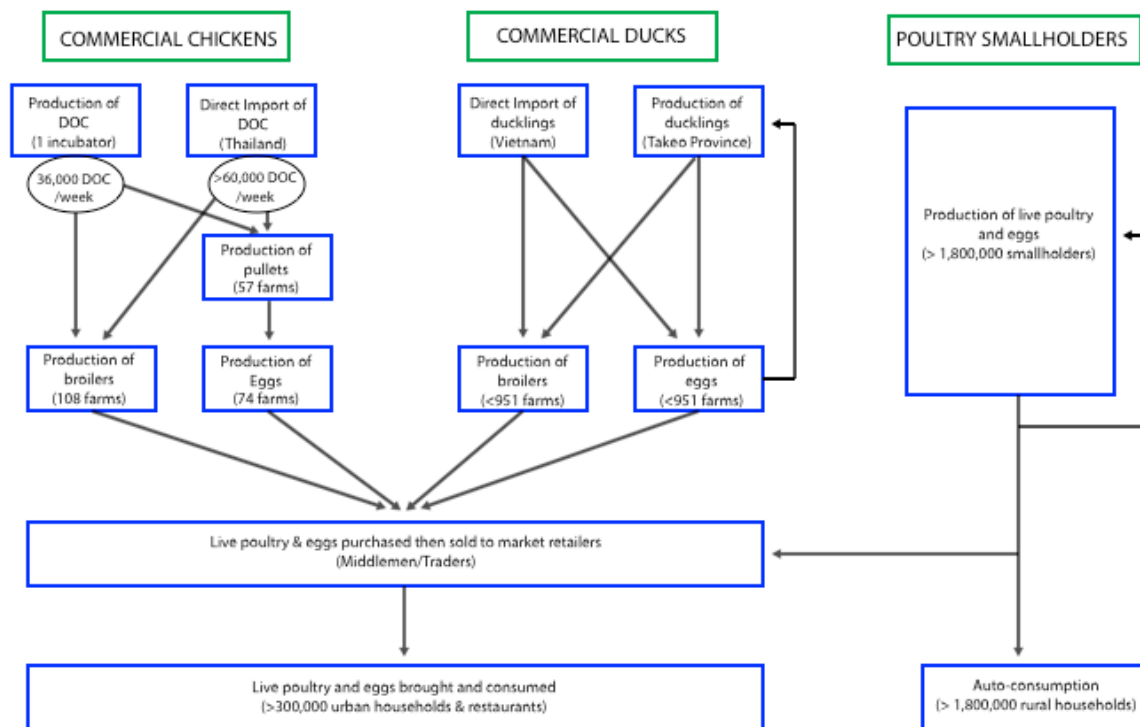 COMMERCIAL CHICKENS
COMMERCIAL DUCKS
POULTRY SMALLHOLDERS
Production of
DOC
(1 incubator)
Direct Import of
DOC
(Thailand)
Direct Import of
ducklings
(Vietnam)
Production of
ducklings
(Takeo Province)
36,000 DOC
/week
>60,000 DOC
/week
Production of live poultry
and eggs
(> 1,800,000 smallholders)
Production of
pullets
(57 farms)
Production of
broilers
(108 farms)
Production of
Eggs
(74 farms)
Production of
broilers
(<951 farms)
Production of
eggs
(<951 farms)
Live poultry & eggs purchased then sold to market retailers
(Middlemen/Traders)
Live poultry and eggs brought and consumed
(>300,000 urban households & restaurants)
Auto-consumption
(> 1,800,000 rural households)